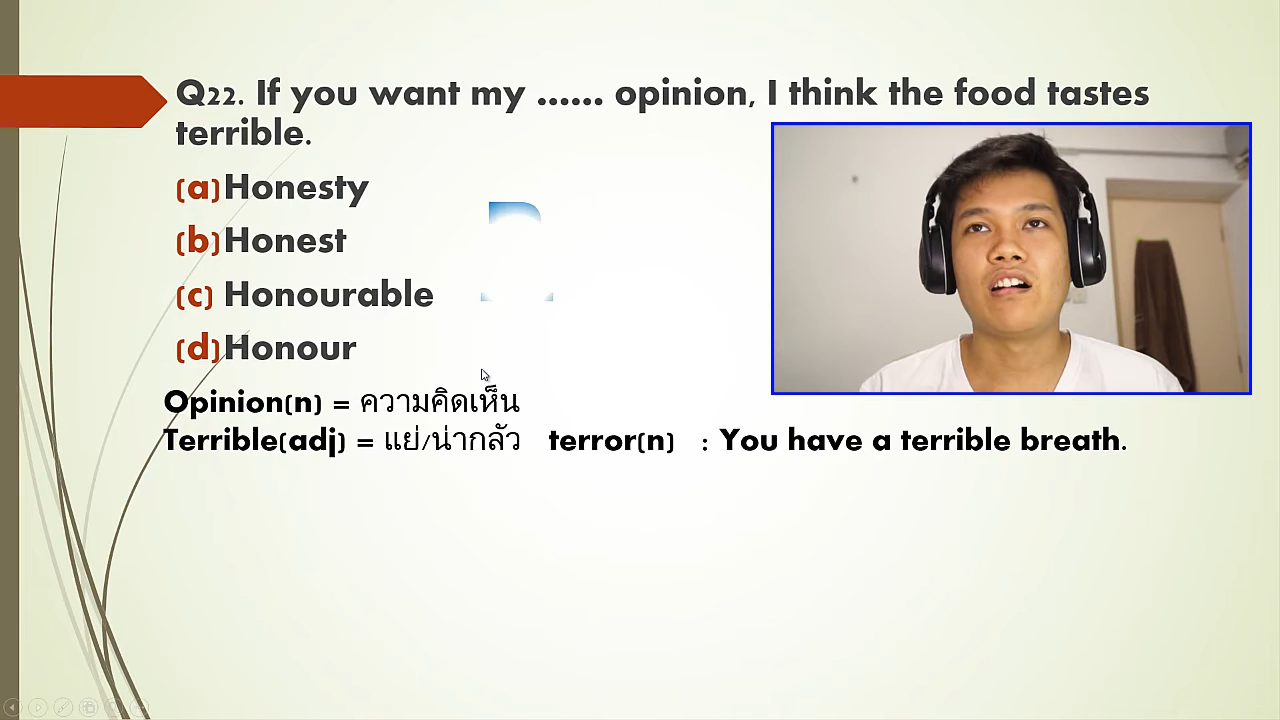 Q22. If you want my ...... opinion, I think the food tastes
terrible.
(a)Honesty
(b)Honest
(c) Honourable
(d)Honour
Opinion(n) = ความคิดเห็น
Terrible(adj) = แย่/น่ากลัว terror(n) : You have a terrible breath.